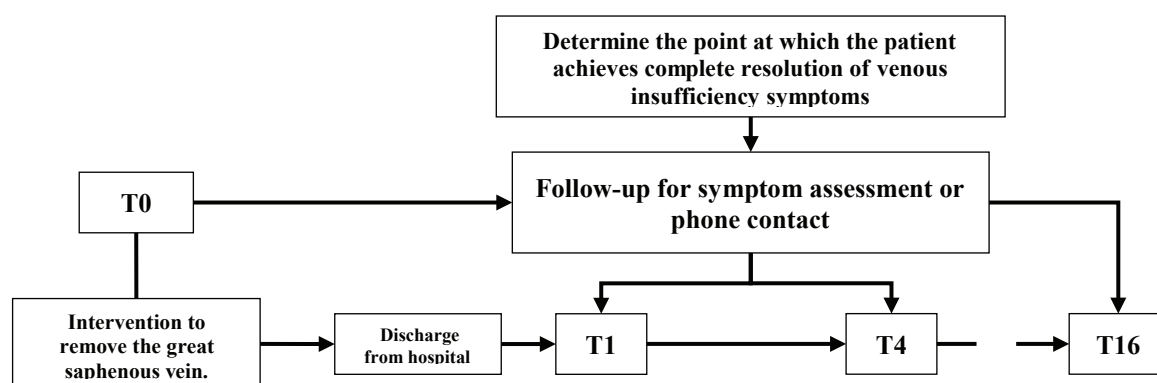 Determine the point at which the patient
achieves complete resolution of venous
insufficiency symptoms
T0
Follow-up for symptom assessment or
phone contact
Intervention to
remove the great
saphenous vein.
Discharge
from hospital
T1
T4
T16